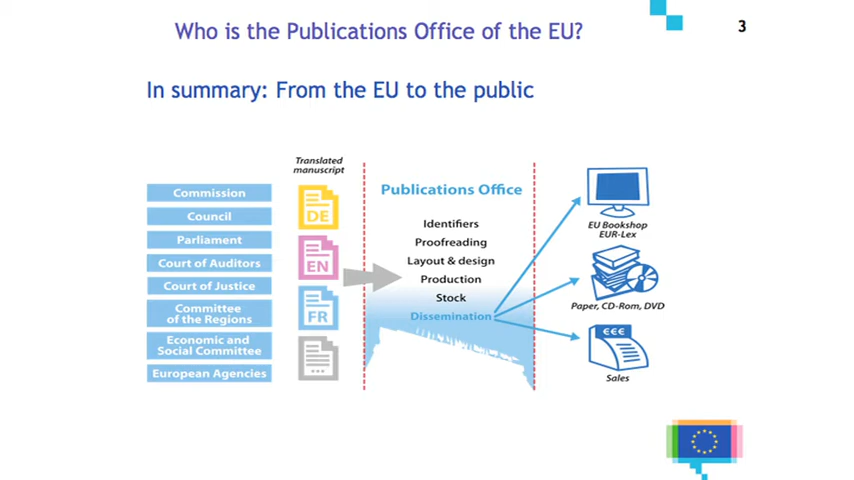 Who is the Publications Office of the EU?
3
In summary: From the EU to the public
Commission
Council
Parliament
Court of Auditors
Court of Justice
Committee
of the Regions
Economic and
Social Committee
European Agencies
Translated
manuscript
DE
EN
FR
Publications Office
Identifiers
Proofreading
Layout & design
Production
Stock
Dissemination
EU Bookshop
EUR-Lex
Paper, CD-Rom, DVD
€€€
Sales